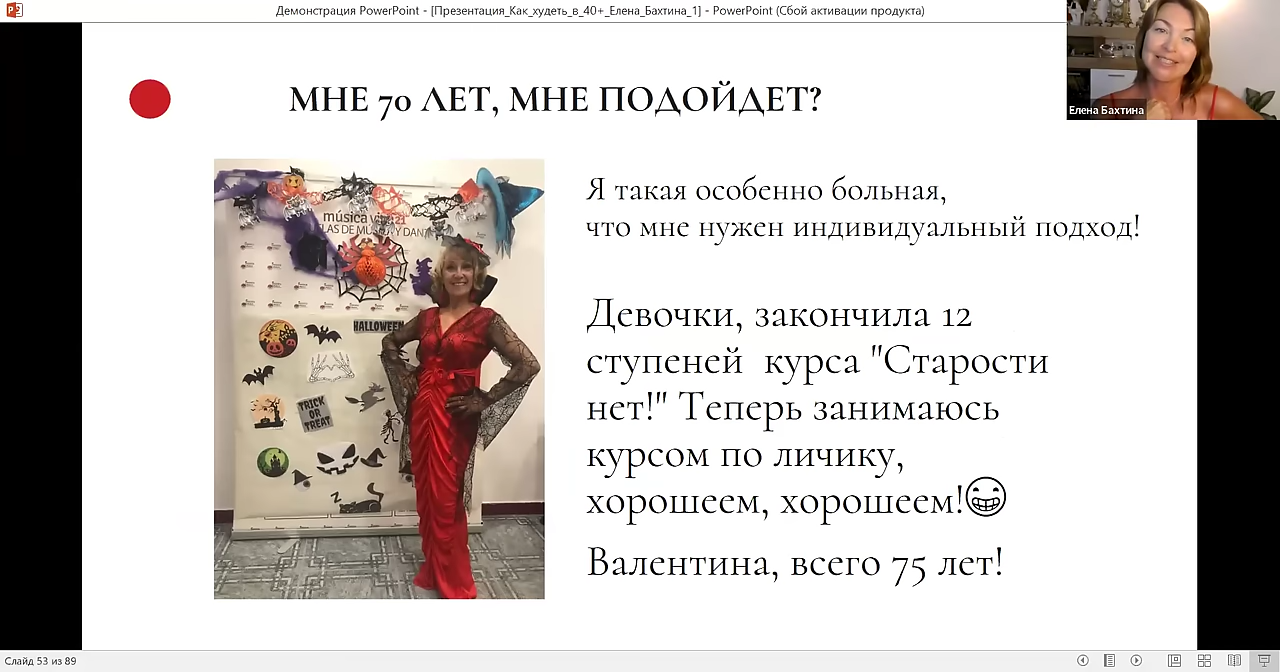 Демонстрация PowerPoint - [Презентация_Как_худеть_в_40+_Елена_Бахтина_1] - PowerPoint (Сбой активации продукта)
Елена Бахтина
МНЕ 70 ЛЕТ, МНЕ ПОДОЙДЕТ?
Я такая особенно больная,
что мне нужен индивидуальный подход!
Девочки, закончила 12
ступеней курса "Старости
нет!" Теперь занимаюсь
курсом по личику,
хорошеем, хорошеем!😁
Валентина, всего 75 лет!
música
HALLOWEEN
TRICK
OR
TREAT
Слайд 53 из 89